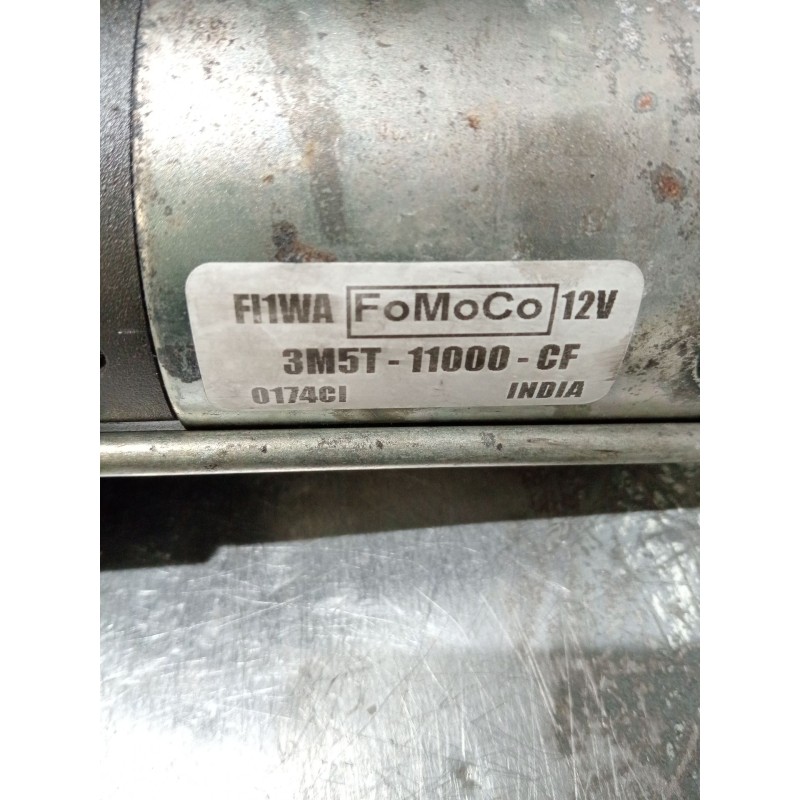 FI1WA FoMoCo 12V
3M5T - 11000 - CF
0174CI INDIA